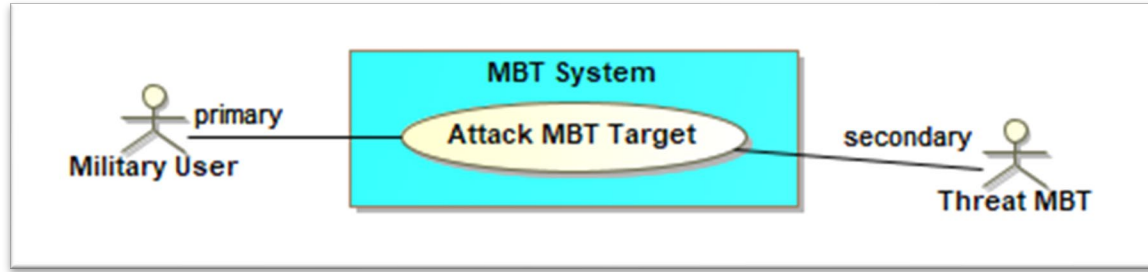 MBT System
primary
Attack MBT Target
secondary
Military User
Threat MBT